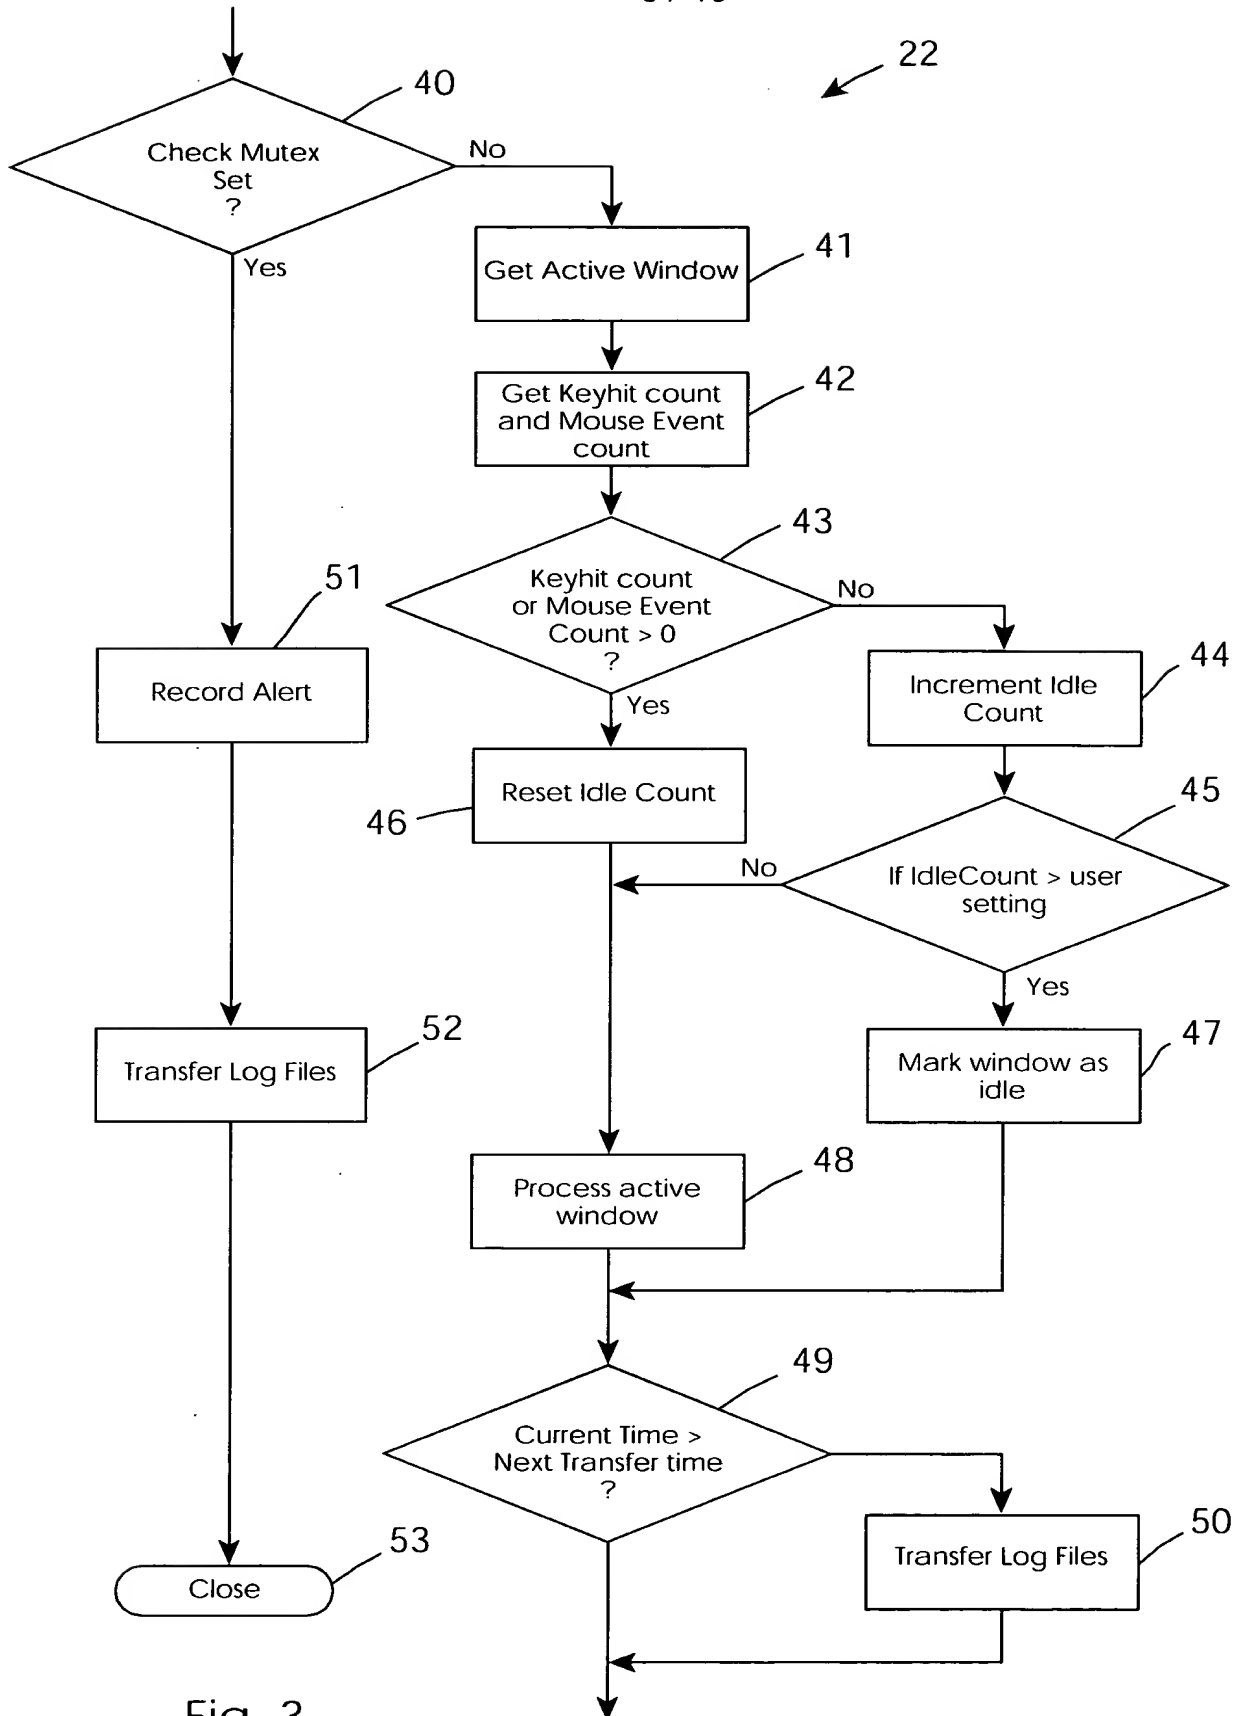 22
40
Check Mutex
Set
?
No
Yes
41
Get Active Window
42
Get Keyhit count
and Mouse Event
count
43
Keyhit count
or Mouse Event
Count > 0
?
No
Yes
51
Record Alert
44
Increment Idle
Count
Reset Idle Count
46
45
If IdleCount > user
setting
No
Yes
52
Transfer Log Files
47
Mark window as
idle
48
Process active
window
49
Current Time >
Next Transfer time
?
50
Transfer Log Files
53
Close
Fig.